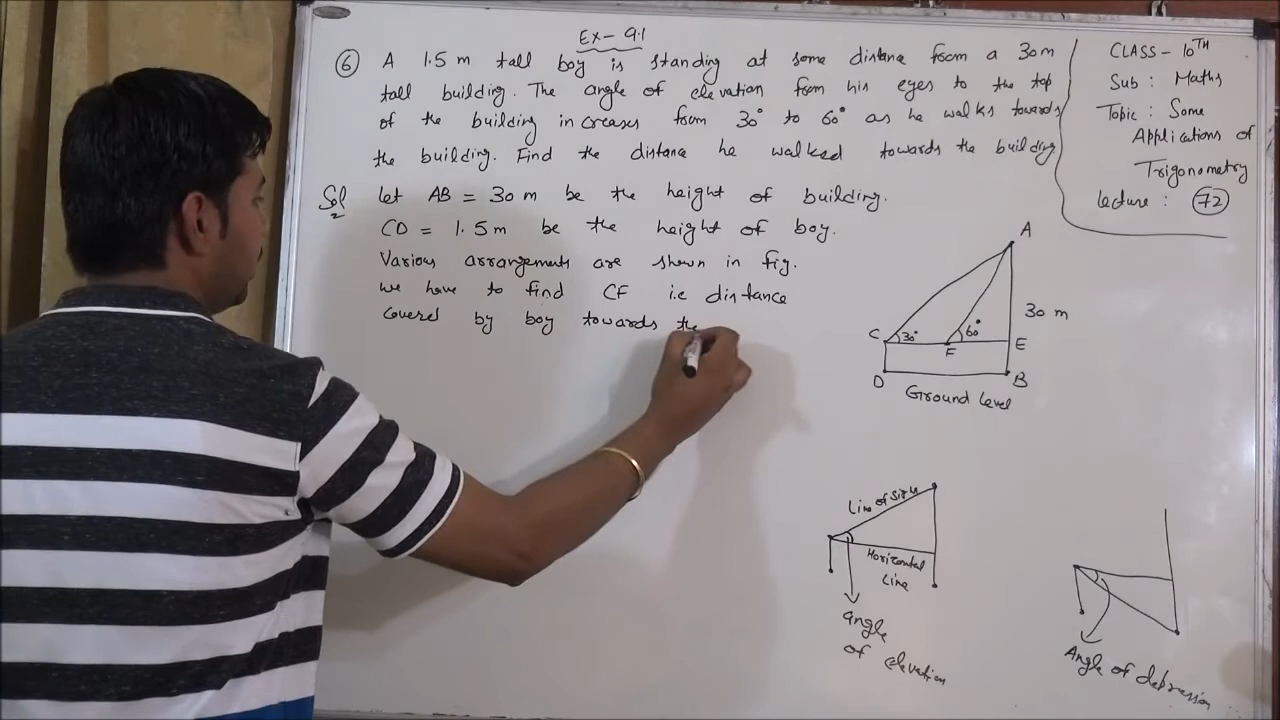 Ex- 9.1
⑥ A 1.5 m tall boy is standing at some distance from a 30 m
tall building. The angle of elevation from his eyes to the top
of the building increases from 30° to 60° as he walks towards
the building. Find the distance he walked towards the building
Sol let AB = 30 m be the height of building.
CD = 1.5 m be the height of boy.
Various arrangements are shown in fig.
we have to find CF i.e distance
covered by boy towards the
CLASS - 10TH
Sub : Maths
Topic : Some
Applications of
Trigonometry
Lecture : 72
A
30 m
C 30° 60°
F E
D B
Ground Level
Line of Sight
Horizontal
Line
angle
of elevation
Angle of depression